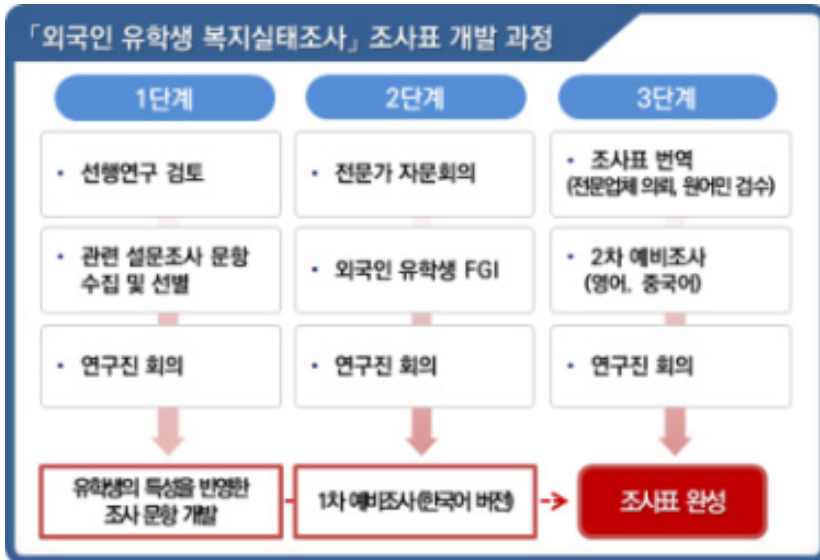 「외국인 유학생 복지실태조사」 조사표 개발 과정
1단계
• 선행연구 검토
• 관련 설문조사 문항
수집 및 선별
• 연구진 회의
유학생의 특성을 반영한
조사 문항 개발
2단계
• 전문가 자문회의
• 외국인 유학생 FGI
• 연구진 회의
1차 예비조사(한국어 버전)
3단계
• 조사표 번역
(전문업체 의뢰, 원어민 검수)
• 2차 예비조사
(영어, 중국어)
• 연구진 회의
조사표 완성